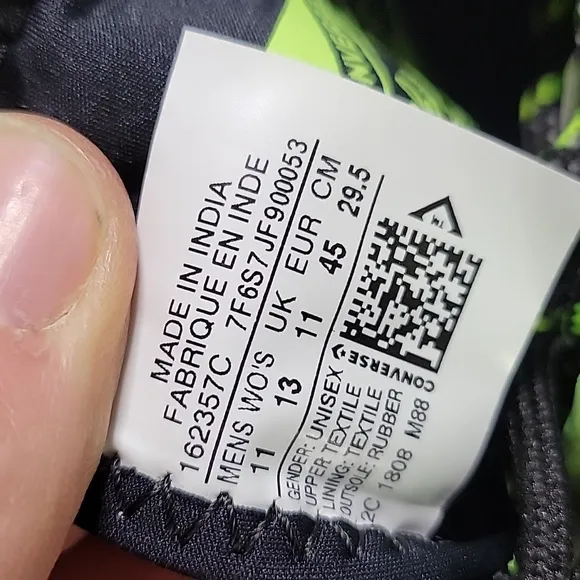 MADE IN INDIA
FABRIQUE EN INDE
162357C 7F6S7JF900053
MENS WO'S UK EUR CM
11 13 11 45 29.5
GENDER: UNISEX
UPPER TEXTILE
LINING: TEXTILE
OUTSOLE: RUBBER
2C 1808 M88
CONVERSE